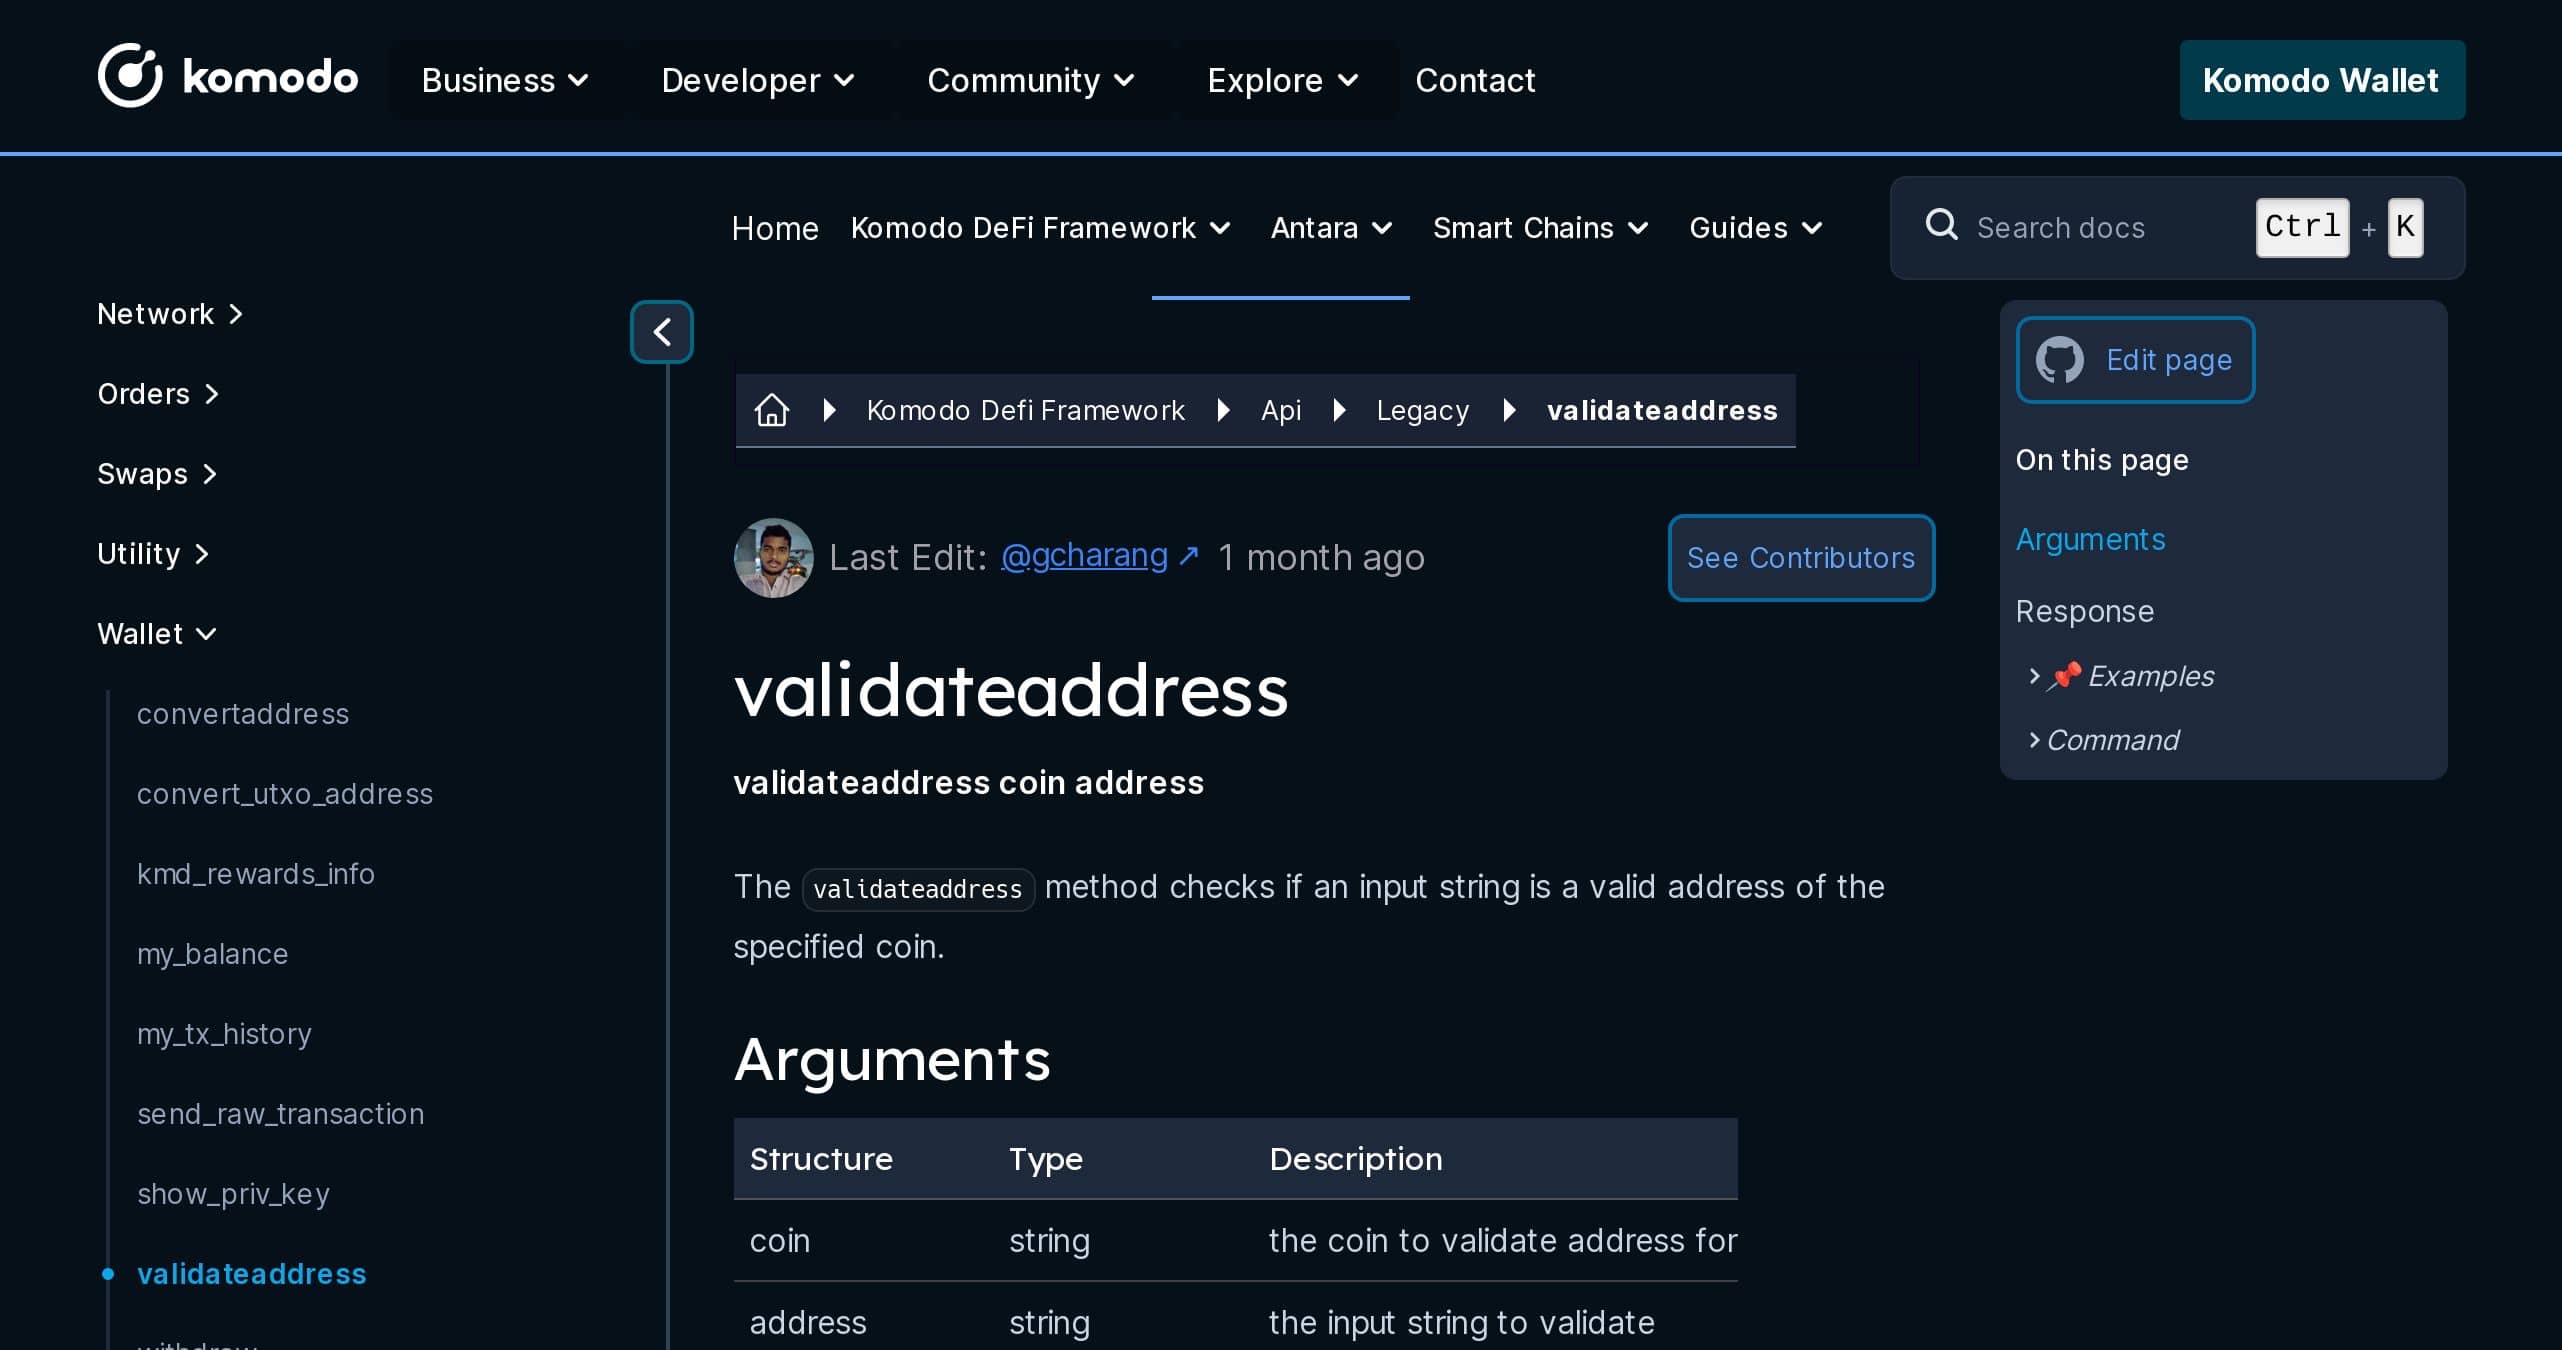 komodo Business Developer Community Explore Contact Komodo Wallet
Home Komodo DeFi Framework Antara Smart Chains Guides Search docs Ctrl + K
Network
Orders
Swaps
Utility
Wallet
convertaddress
convert_utxo_address
kmd_rewards_info
my_balance
my_tx_history
send_raw_transaction
show_priv_key
validateaddress
Komodo Defi Framework Api Legacy validateaddress
Last Edit: @gcharang ↗ 1 month ago See Contributors
validateaddress
validateaddress coin address
The validateaddress method checks if an input string is a valid address of the
specified coin.
Arguments
Structure Type Description
coin string the coin to validate address for
address string the input string to validate
Edit page
On this page
Arguments
Response
📌 Examples
Command